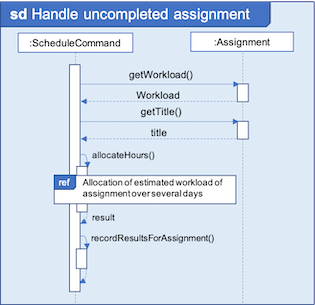 sd Handle uncompleted assignment
:ScheduleCommand
:Assignment
getWorkload()
Workload
getTitle()
title
allocateHours()
ref
Allocation of estimated workload of
assignment over several days
result
recordResultsForAssignment()